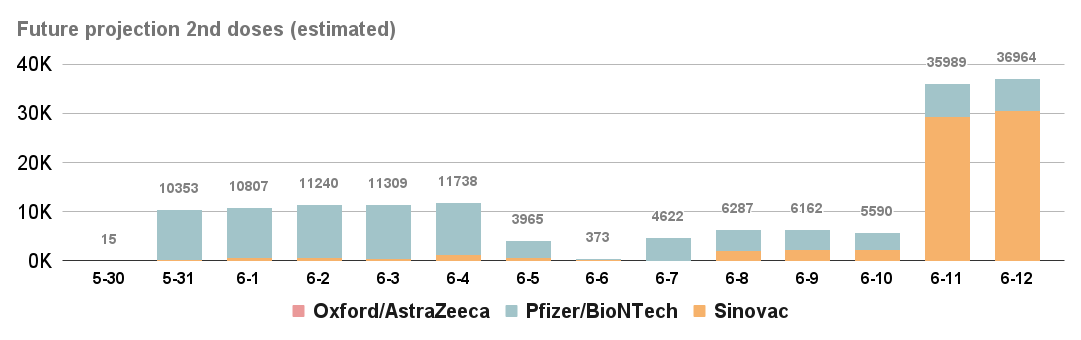 Future projection 2nd doses (estimated)
40K
30K
20K
10K
0K
15
10353
10807
11240
11309
11738
3965
373
4622
6287
6162
5590
35989
36964
5-30 5-31 6-1 6-2 6-3 6-4 6-5 6-6 6-7 6-8 6-9 6-10 6-11 6-12
Oxford/AstraZeeca Pfizer/BioNTech Sinovac